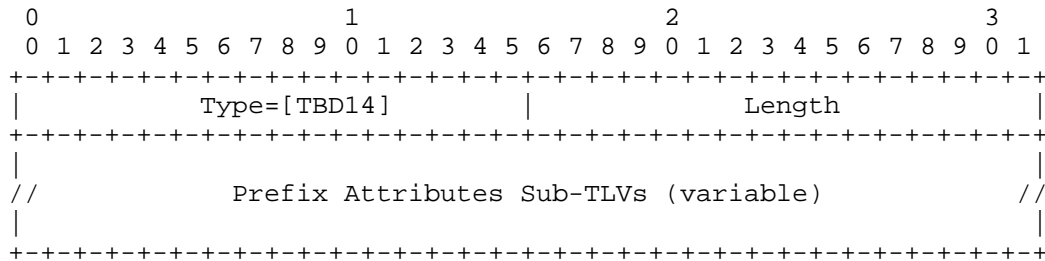 0                   1                   2                   3
 0 1 2 3 4 5 6 7 8 9 0 1 2 3 4 5 6 7 8 9 0 1 2 3 4 5 6 7 8 9 0 1
+-+-+-+-+-+-+-+-+-+-+-+-+-+-+-+-+-+-+-+-+-+-+-+-+-+-+-+-+-+-+-+-+
|           Type=[TBD14]        |             Length            |
+-+-+-+-+-+-+-+-+-+-+-+-+-+-+-+-+-+-+-+-+-+-+-+-+-+-+-+-+-+-+-+-+
|                                                               |
//            Prefix Attributes Sub-TLVs (variable)            //
|                                                               |
+-+-+-+-+-+-+-+-+-+-+-+-+-+-+-+-+-+-+-+-+-+-+-+-+-+-+-+-+-+-+-+-+